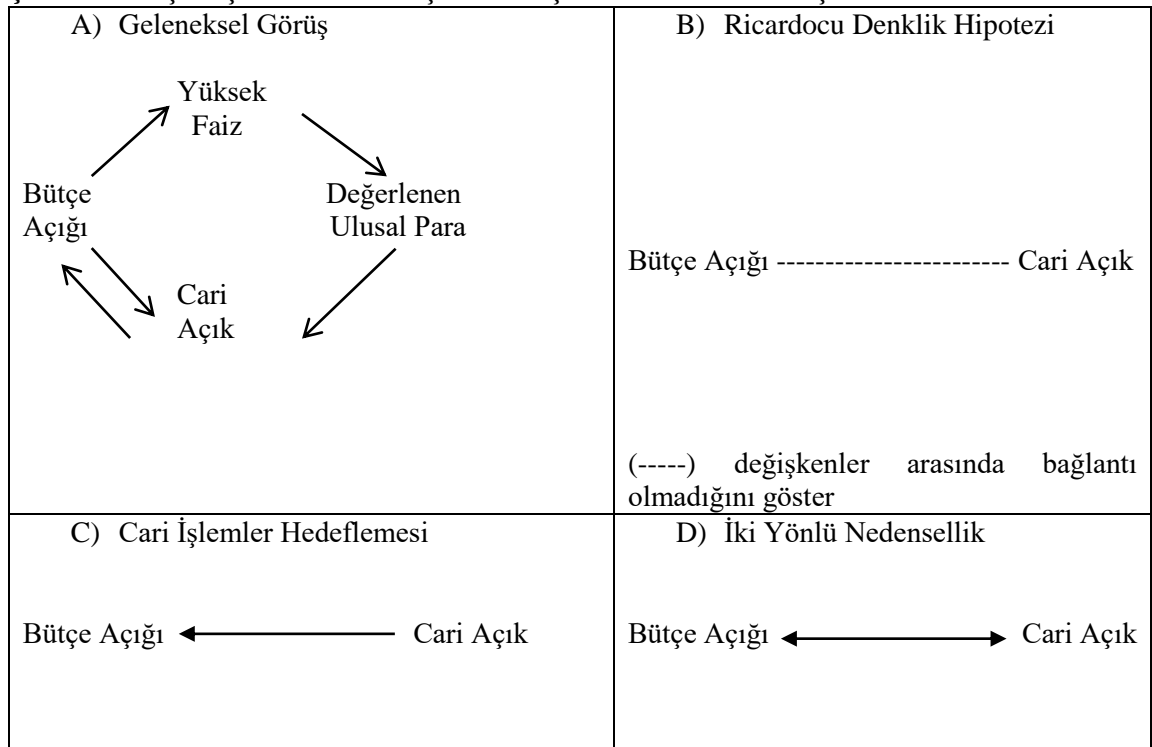 A) Geleneksel Görüş
Yüksek
Faiz
Bütçe
Açığı
Değerlenen
Ulusal Para
Cari
Açık
B) Ricardocu Denklik Hipotezi
Bütçe Açığı ------------------------ Cari Açık
(-----) değişkenler arasında bağlantı
olmadığını göster
C) Cari İşlemler Hedeflemesi
Bütçe Açığı Cari Açık
D) İki Yönlü Nedensellik
Bütçe Açığı Cari Açık